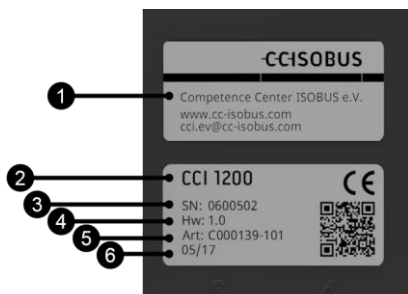 CCISOBUS
1
Competence Center ISOBUS e.V.
www.cc-isobus.com
cci.ev@cc-isobus.com
2
CCI 1200
CE
3
SN: 0600502
4
Hw: 1.0
5
Art: C000139-101
6
05/17